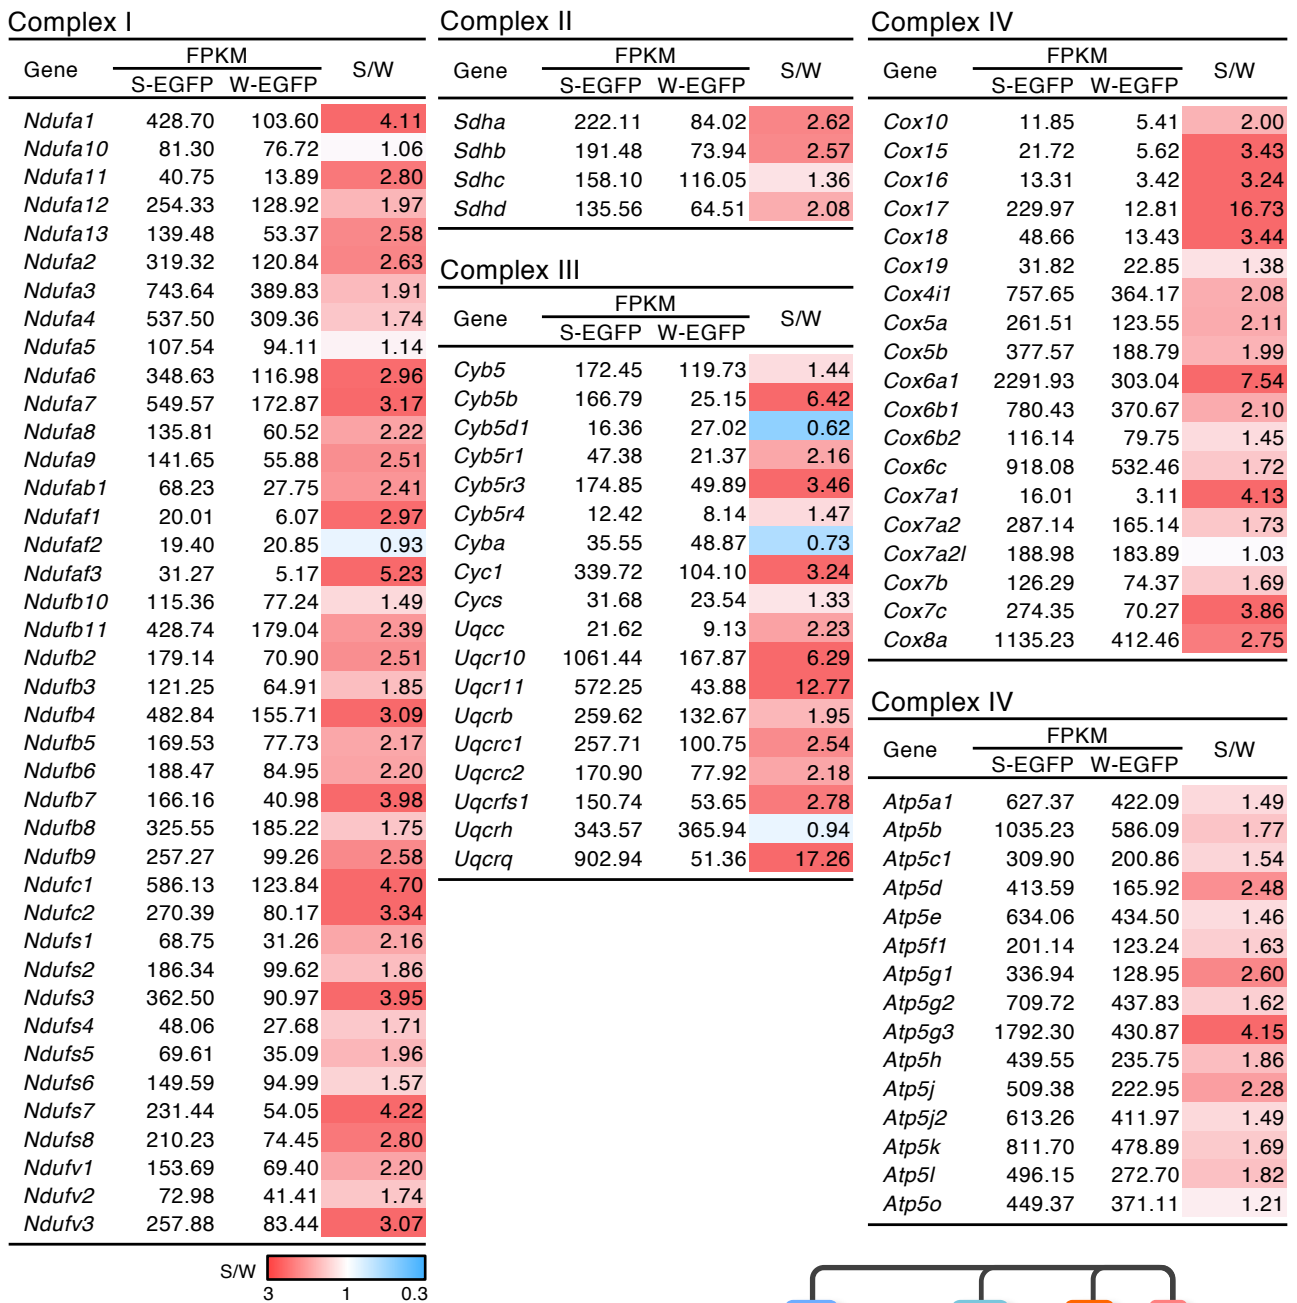 Complex I
Gene FPKM S/W
S-EGFP W-EGFP
Ndufa1 428.70 103.60 4.11
Ndufa10 81.30 76.72 1.06
Ndufa11 40.75 13.89 2.80
Ndufa12 254.33 128.92 1.97
Ndufa13 139.48 53.37 2.58
Ndufa2 319.32 120.84 2.63
Ndufa3 743.64 389.83 1.91
Ndufa4 537.50 309.36 1.74
Ndufa5 107.54 94.11 1.14
Ndufa6 348.63 116.98 2.96
Ndufa7 549.57 172.87 3.17
Ndufa8 135.81 60.52 2.22
Ndufa9 141.65 55.88 2.51
Ndufab1 68.23 27.75 2.41
Ndufaf1 20.01 6.07 2.97
Ndufaf2 19.40 20.85 0.93
Ndufaf3 31.27 5.17 5.23
Ndufb10 115.36 77.24 1.49
Ndufb11 428.74 179.04 2.39
Ndufb2 179.14 70.90 2.51
Ndufb3 121.25 64.91 1.85
Ndufb4 482.84 155.71 3.09
Ndufb5 169.53 77.73 2.17
Ndufb6 188.47 84.95 2.20
Ndufb7 166.16 40.98 3.98
Ndufb8 325.55 185.22 1.75
Ndufb9 257.27 99.26 2.58
Ndufc1 586.13 123.84 4.70
Ndufc2 270.39 80.17 3.34
Ndufs1 68.75 31.26 2.16
Ndufs2 186.34 99.62 1.86
Ndufs3 362.50 90.97 3.95
Ndufs4 48.06 27.68 1.71
Ndufs5 69.61 35.09 1.96
Ndufs6 149.59 94.99 1.57
Ndufs7 231.44 54.05 4.22
Ndufs8 210.23 74.45 2.80
Ndufv1 153.69 69.40 2.20
Ndufv2 72.98 41.41 1.74
Ndufv3 257.88 83.44 3.07
S/W
3 1 0.3
Complex II
Gene FPKM S/W
S-EGFP W-EGFP
Sdha 222.11 84.02 2.62
Sdhb 191.48 73.94 2.57
Sdhc 158.10 116.05 1.36
Sdhd 135.56 64.51 2.08
Complex III
Gene FPKM S/W
S-EGFP W-EGFP
Cyb5 172.45 119.73 1.44
Cyb5b 166.79 25.15 6.42
Cyb5d1 16.36 27.02 0.62
Cyb5r1 47.38 21.37 2.16
Cyb5r3 174.85 49.89 3.46
Cyb5r4 12.42 8.14 1.47
Cyba 35.55 48.87 0.73
Cyc1 339.72 104.10 3.24
Cycs 31.68 23.54 1.33
Uqcc 21.62 9.13 2.23
Uqcr10 1061.44 167.87 6.29
Uqcr11 572.25 43.88 12.77
Uqcrb 259.62 132.67 1.95
Uqcrc1 257.71 100.75 2.54
Uqcrc2 170.90 77.92 2.18
Uqcrfs1 150.74 53.65 2.78
Uqcrh 343.57 365.94 0.94
Uqcrq 902.94 51.36 17.26
Complex IV
Gene FPKM S/W
S-EGFP W-EGFP
Cox10 11.85 5.41 2.00
Cox15 21.72 5.62 3.43
Cox16 13.31 3.42 3.24
Cox17 229.97 12.81 16.73
Cox18 48.66 13.43 3.44
Cox19 31.82 22.85 1.38
Cox4i1 757.65 364.17 2.08
Cox5a 261.51 123.55 2.11
Cox5b 377.57 188.79 1.99
Cox6a1 2291.93 303.04 7.54
Cox6b1 780.43 370.67 2.10
Cox6b2 116.14 79.75 1.45
Cox6c 918.08 532.46 1.72
Cox7a1 16.01 3.11 4.13
Cox7a2 287.14 165.14 1.73
Cox7a2l 188.98 183.89 1.03
Cox7b 126.29 74.37 1.69
Cox7c 274.35 70.27 3.86
Cox8a 1135.23 412.46 2.75
Complex IV
Gene FPKM S/W
S-EGFP W-EGFP
Atp5a1 627.37 422.09 1.49
Atp5b 1035.23 586.09 1.77
Atp5c1 309.90 200.86 1.54
Atp5d 413.59 165.92 2.48
Atp5e 634.06 434.50 1.46
Atp5f1 201.14 123.24 1.63
Atp5g1 336.94 128.95 2.60
Atp5g2 709.72 437.83 1.62
Atp5g3 1792.30 430.87 4.15
Atp5h 439.55 235.75 1.86
Atp5j 509.38 222.95 2.28
Atp5j2 613.26 411.97 1.49
Atp5k 811.70 478.89 1.69
Atp5l 496.15 272.70 1.82
Atp5o 449.37 371.11 1.21